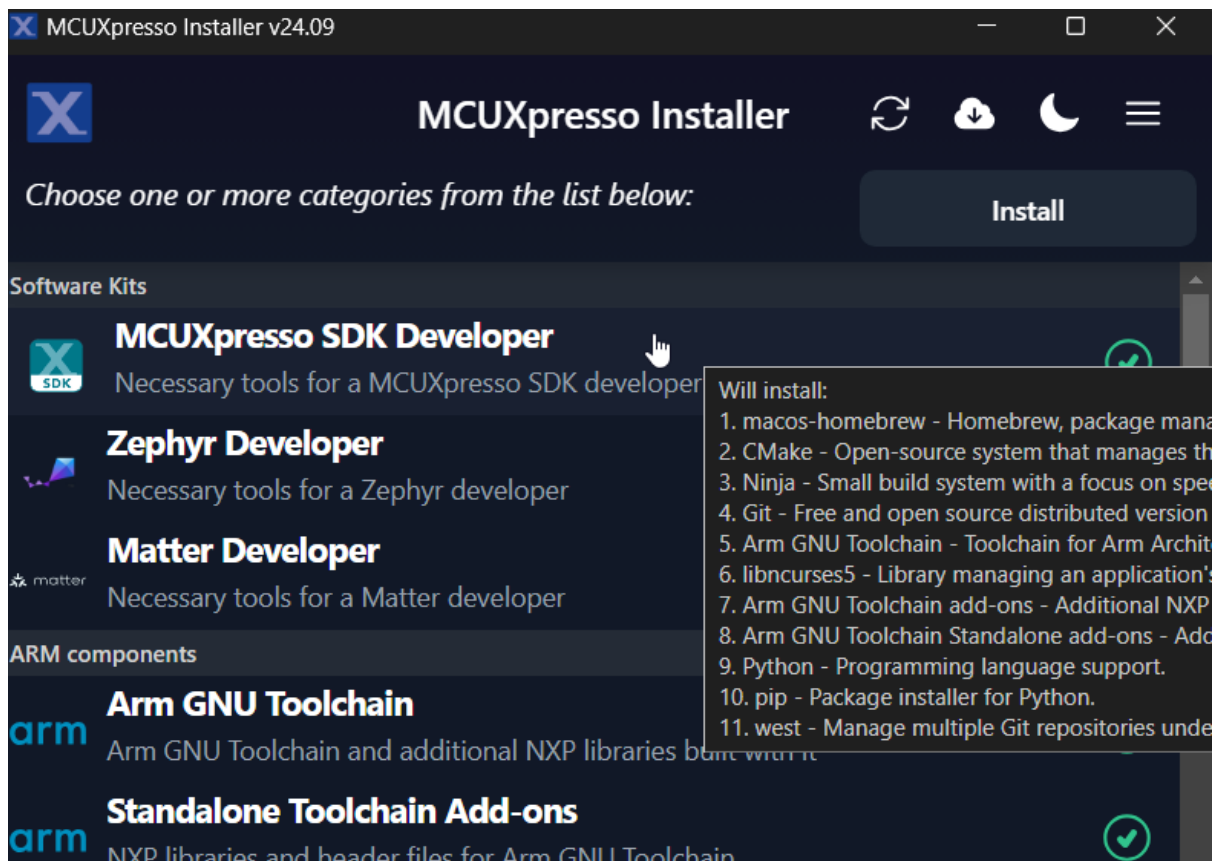 MCUXpresso Installer v24.09
MCUXpresso Installer
Choose one or more categories from the list below:
Install
Software Kits
MCUXpresso SDK Developer
SDK
Necessary tools for a MCUXpresso SDK developer
Will install:
1. macos-homebrew - Homebrew, package mana
2. CMake - Open-source system that manages th
3. Ninja - Small build system with a focus on spee
4. Git - Free and open source distributed version
5. Arm GNU Toolchain - Toolchain for Arm Archit
6. libncurses5 - Library managing an application's
7. Arm GNU Toolchain add-ons - Additional NXP
8. Arm GNU Toolchain Standalone add-ons - Add
9. Python - Programming language support.
10. pip - Package installer for Python.
11. west - Manage multiple Git repositories unde
Zephyr Developer
Necessary tools for a Zephyr developer
Matter Developer
matter
Necessary tools for a Matter developer
ARM components
Arm GNU Toolchain
arm
Arm GNU Toolchain and additional NXP libraries built with it
Standalone Toolchain Add-ons
arm
NXP libraries and header files for Arm GNU Toolchain